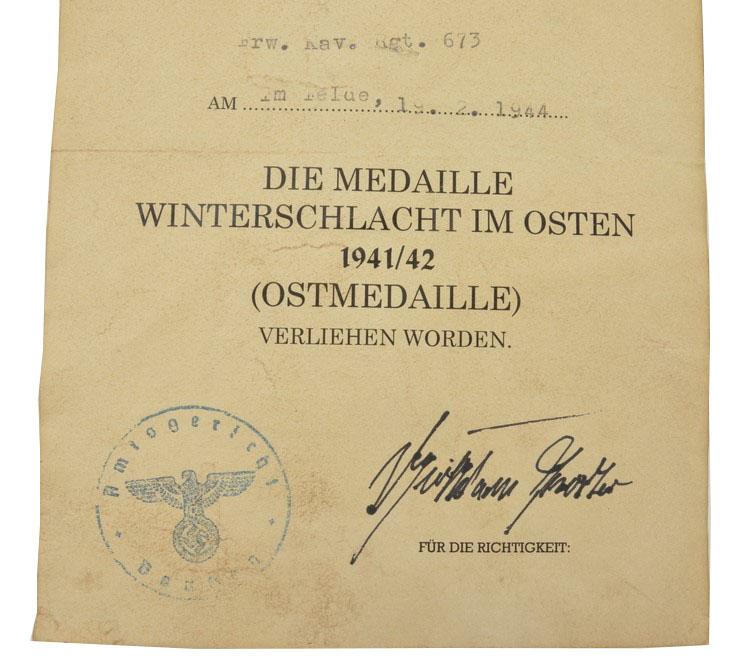 Frw. Kav. Rgt. 673
AM Im Felde, 19. 2. 1944
DIE MEDAILLE
WINTERSCHLACHT IM OSTEN
1941/42
(OSTMEDAILLE)
VERLIEHEN WORDEN.
Amtsgericht
FÜR DIE RICHTIGKEIT: